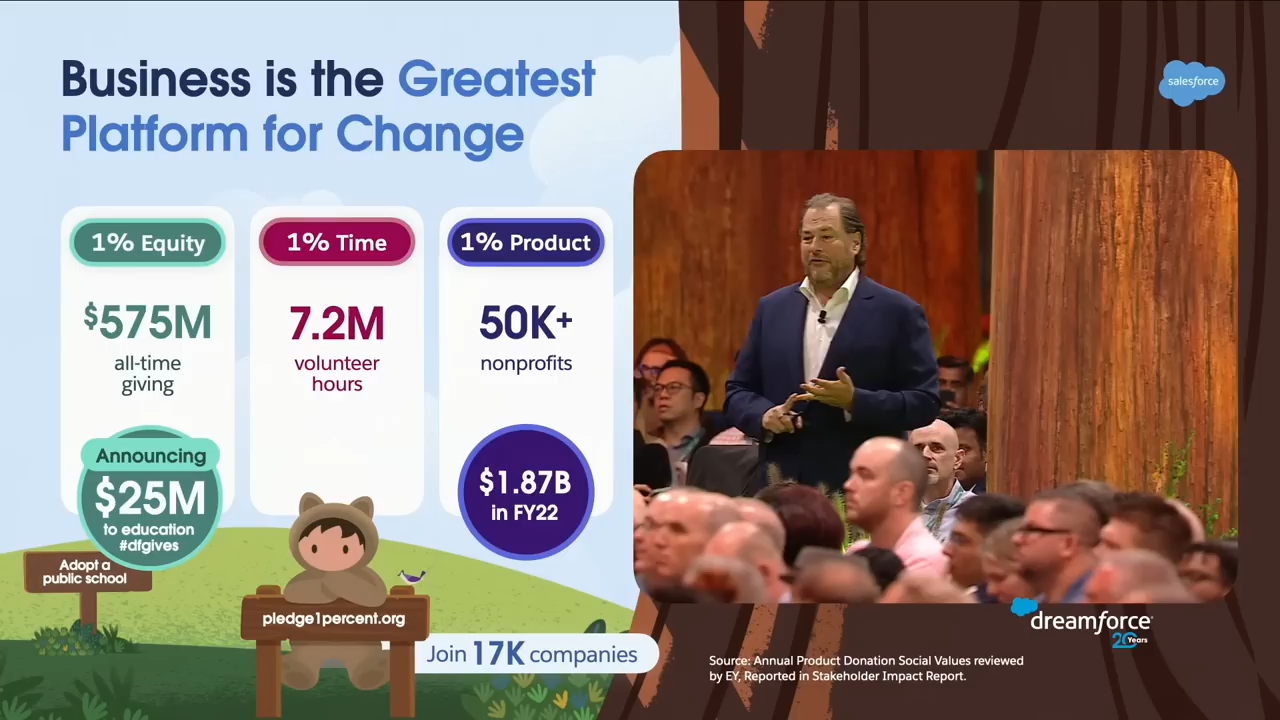 Business is the Greatest
Platform for Change
salesforce
1% Equity
$575M
all-time
giving
Announcing
$25M
to education
#dfgives
1% Time
7.2M
volunteer
hours
1% Product
50K+
nonprofits
$1.87B
in FY22
Adopt a
public school
pledge1percent.org
Join 17K companies
dreamforce
20 Years
Source: Annual Product Donation Social Values reviewed
by EY, Reported in Stakeholder Impact Report.